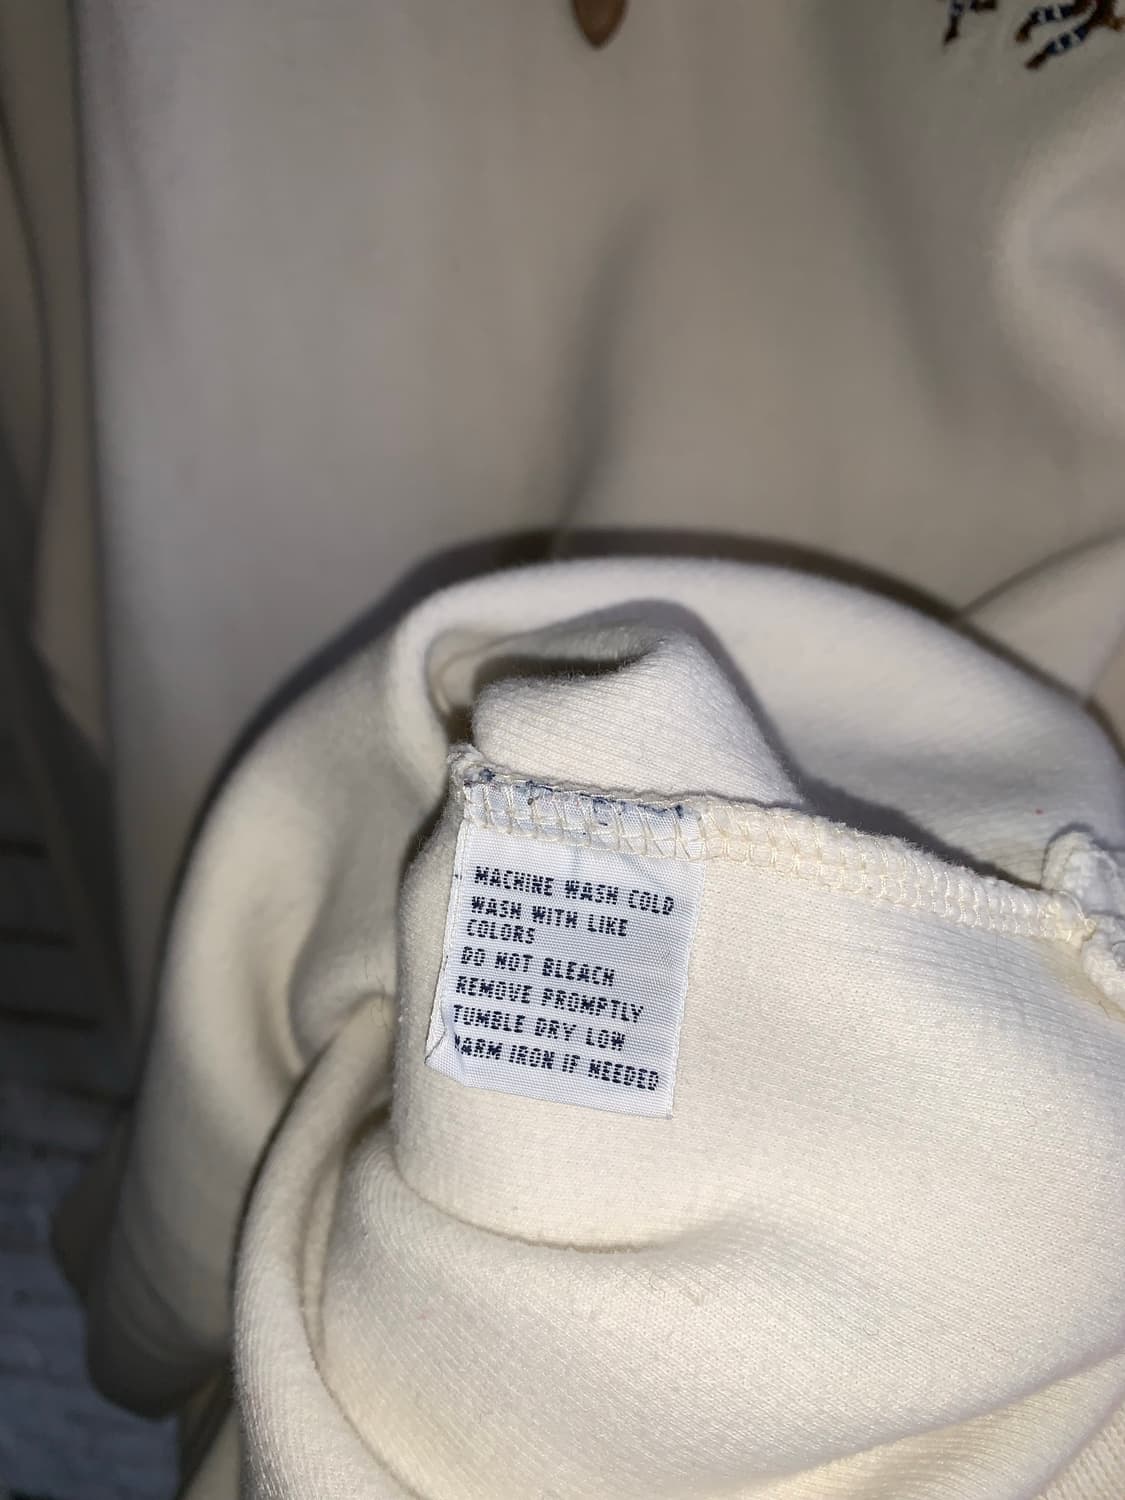 MACHINE WASH COLD
WASH WITH LIKE
COLORS
DO NOT BLEACH
REMOVE PROMPTLY
TUMBLE DRY LOW
WARM IRON IF NEEDED